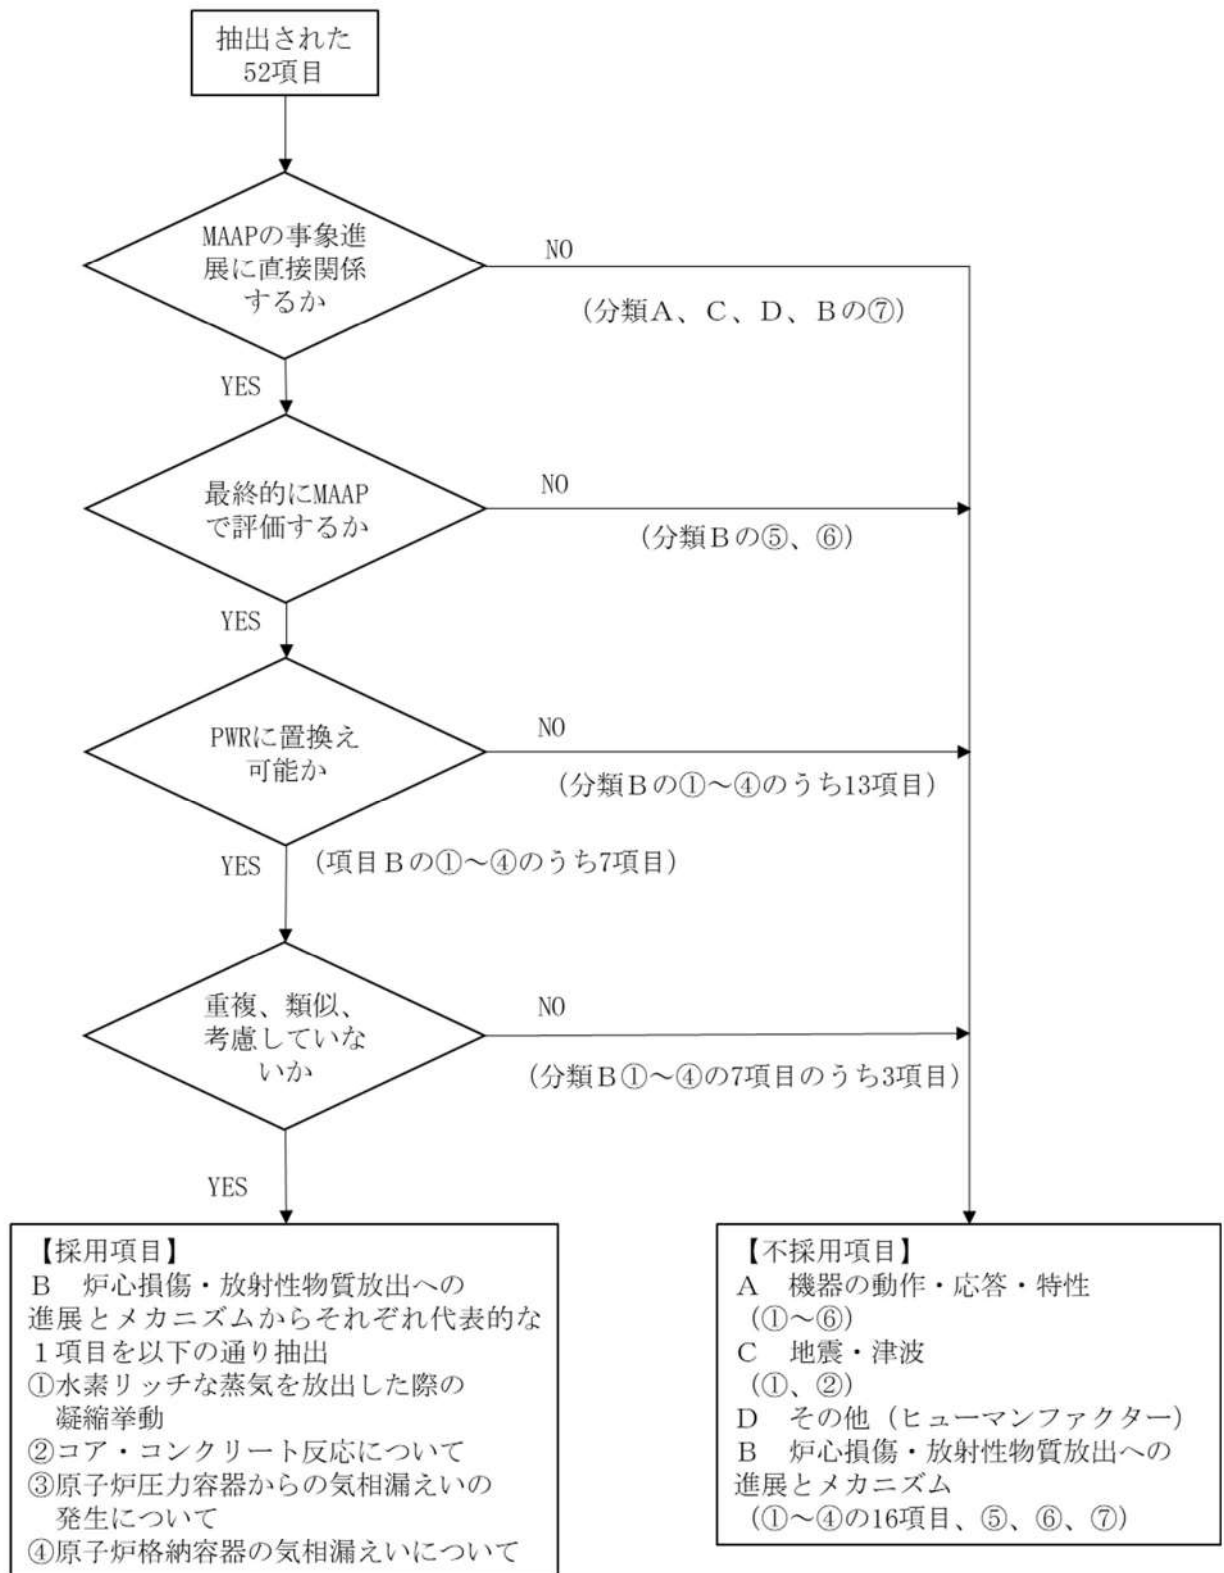 抽出された
52項目
MAAPの事象進
展に直接関係
するか
NO
(分類A、C、D、Bの⑦)
YES
最終的にMAAP
で評価するか
NO
(分類Bの⑤、⑥)
YES
PWRに置換え
可能か
NO
(分類Bの①～④のうち13項目)
YES
(項目Bの①～④のうち7項目)
重複、類似、
考慮していな
いか
NO
(分類B①～④の7項目のうち3項目)
YES
【採用項目】
B　炉心損傷・放射性物質放出への
進展とメカニズムからそれぞれ代表的な
１項目を以下の通り抽出
①水素リッチな蒸気を放出した際の
凝縮挙動
②コア・コンクリート反応について
③原子炉圧力容器からの気相漏えいの
発生について
④原子炉格納容器の気相漏えいについて
【不採用項目】
A　機器の動作・応答・特性
(①～⑥)
C　地震・津波
(①、②)
D　その他（ヒューマンファクター）
B　炉心損傷・放射性物質放出への
進展とメカニズム
(①～④の16項目、⑤、⑥、⑦)